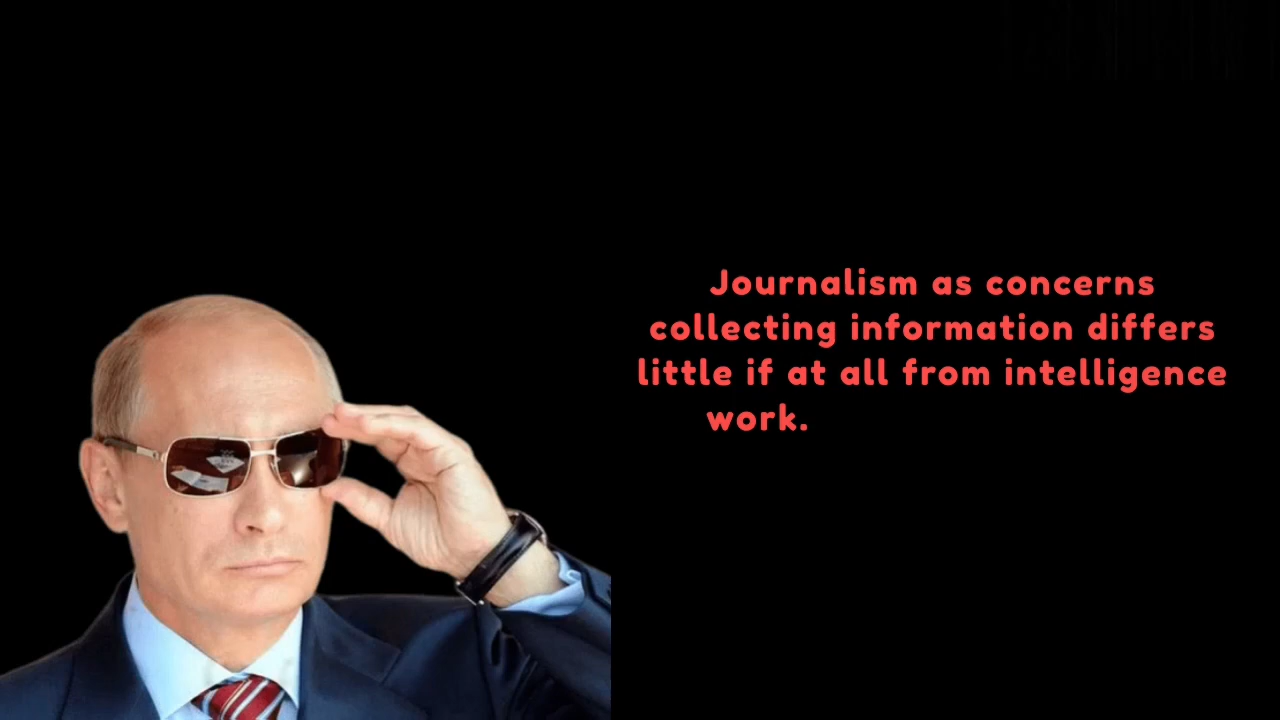 Journalism as concerns
collecting information differs
little if at all from intelligence
work.